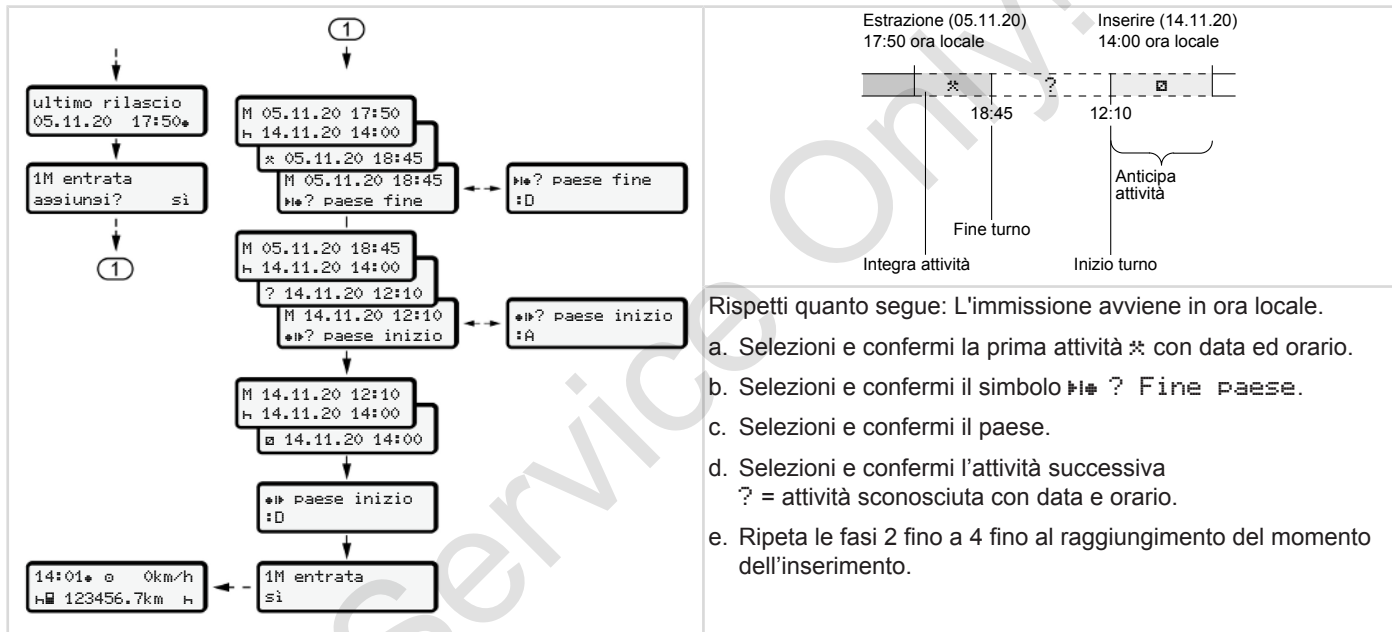 1
ultimo rilascio
05.11.20 17:50
1M entrata
aggiungi? sì
1
M 05.11.20 17:50
14.11.20 14:00
05.11.20 18:45
M 05.11.20 18:45
? paese fine
? paese fine
:D
M 05.11.20 18:45
14.11.20 14:00
? 14.11.20 12:10
M 14.11.20 12:10
? paese inizio
? paese inizio
:A
M 14.11.20 12:10
14.11.20 14:00
14.11.20 14:00
paese inizio
:D
1M entrata
sì
14:01 0km/h
123456.7km
Estrazione (05.11.20)
17:50 ora locale
Inserire (14.11.20)
14:00 ora locale
?
18:45
12:10
Anticipa
attività
Fine turno
Integra attività
Inizio turno
Rispetti quanto segue: L'immissione avviene in ora locale.
a. Selezioni e confermi la prima attività con data ed orario.
b. Selezioni e confermi il simbolo ? Fine paese.
c. Selezioni e confermi il paese.
d. Selezioni e confermi l’attività successiva
? = attività sconosciuta con data e orario.
e. Ripeta le fasi 2 fino a 4 fino al raggiungimento del momento
dell’inserimento.
Service Only!